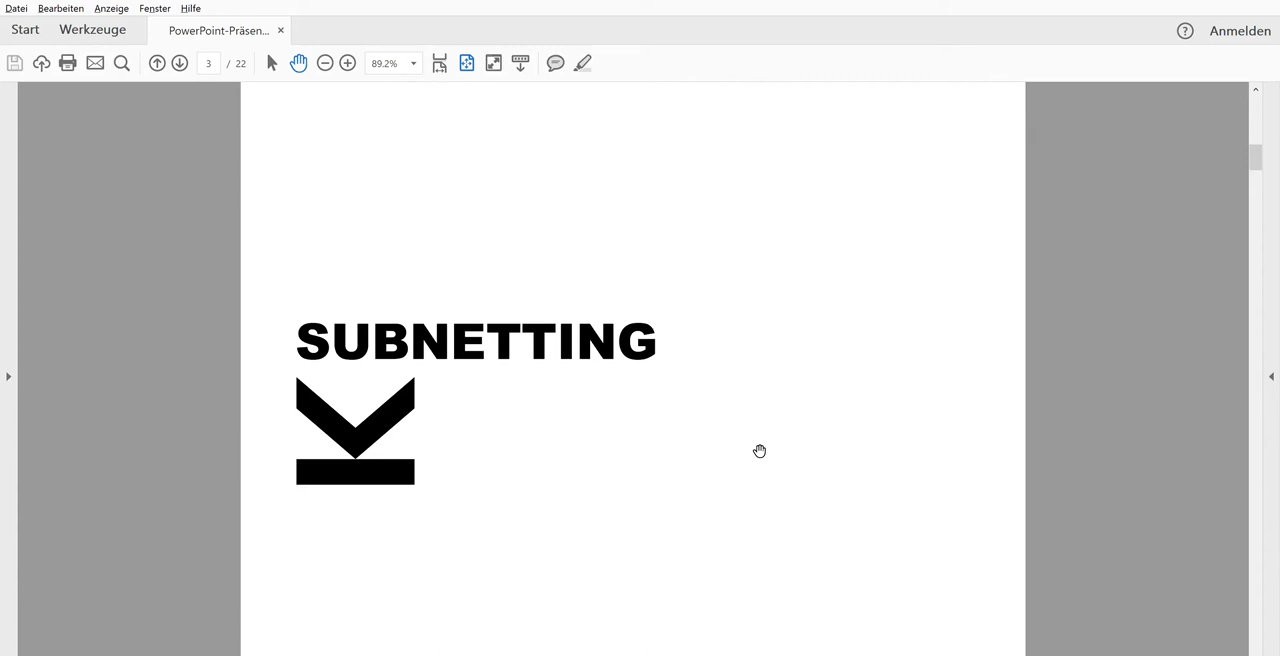 Datei Bearbeiten Anzeige Fenster Hilfe
Start Werkzeuge PowerPoint-Präsen... × ? Anmelden
3 / 22 89.2%
SUBNETTING